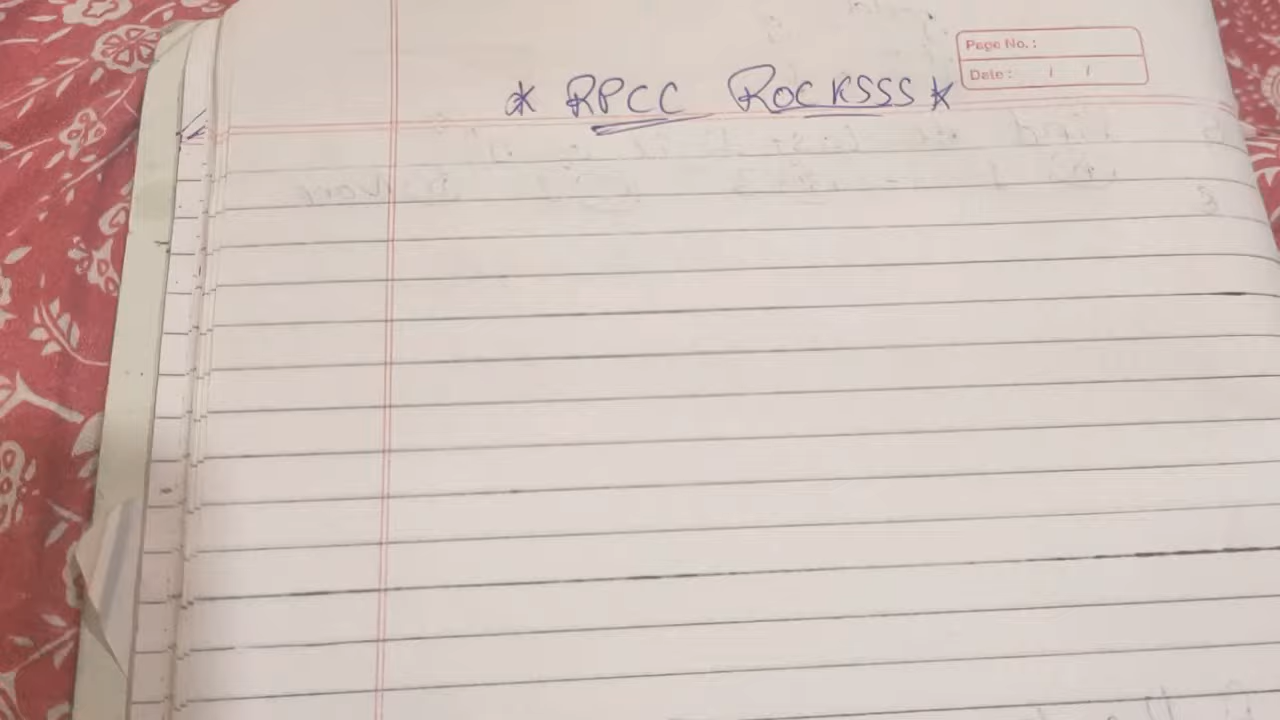 * RPCC ROCKSSS *
Page No. :
Date : / /